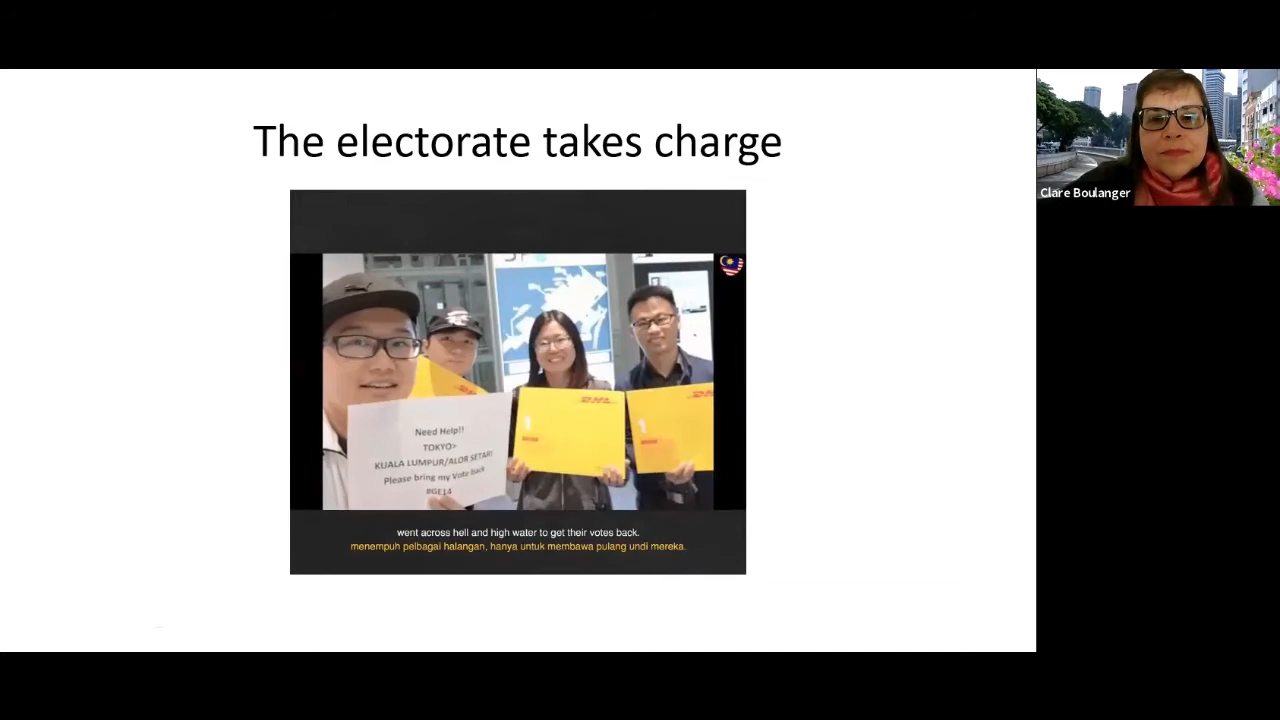 The electorate takes charge
Clare Boulanger
Need Help!!
TOKYO>
KUALA LUMPUR/ALOR SETAR!
Please bring my Vote back
#GE14
DHL
DHL
went across hell and high water to get their votes back.
menempuh pelbagai halangan, hanya untuk membawa pulang undi mereka.